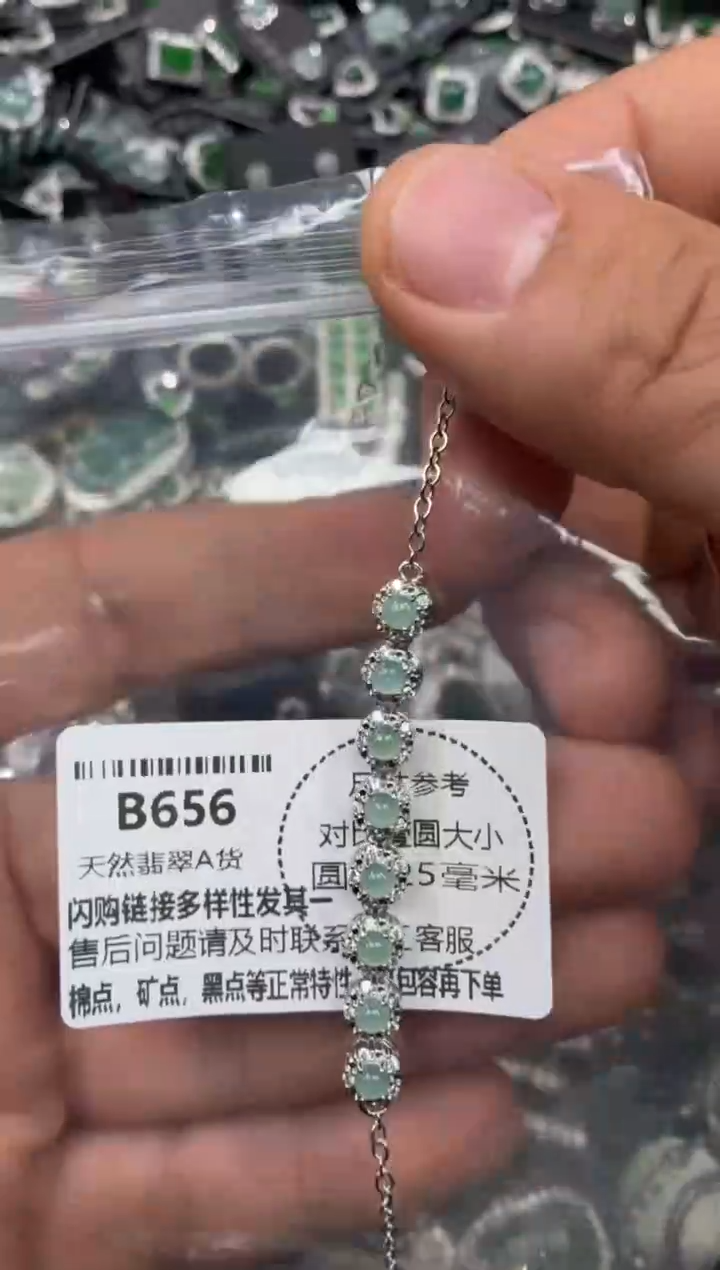 B656
天然翡翠A货
参考
对 圆大小
圆 25毫米
闪购链接多样性发其一
售后问题请及时联系 客服
棉点，矿点，黑点等正常特性 包容再下单